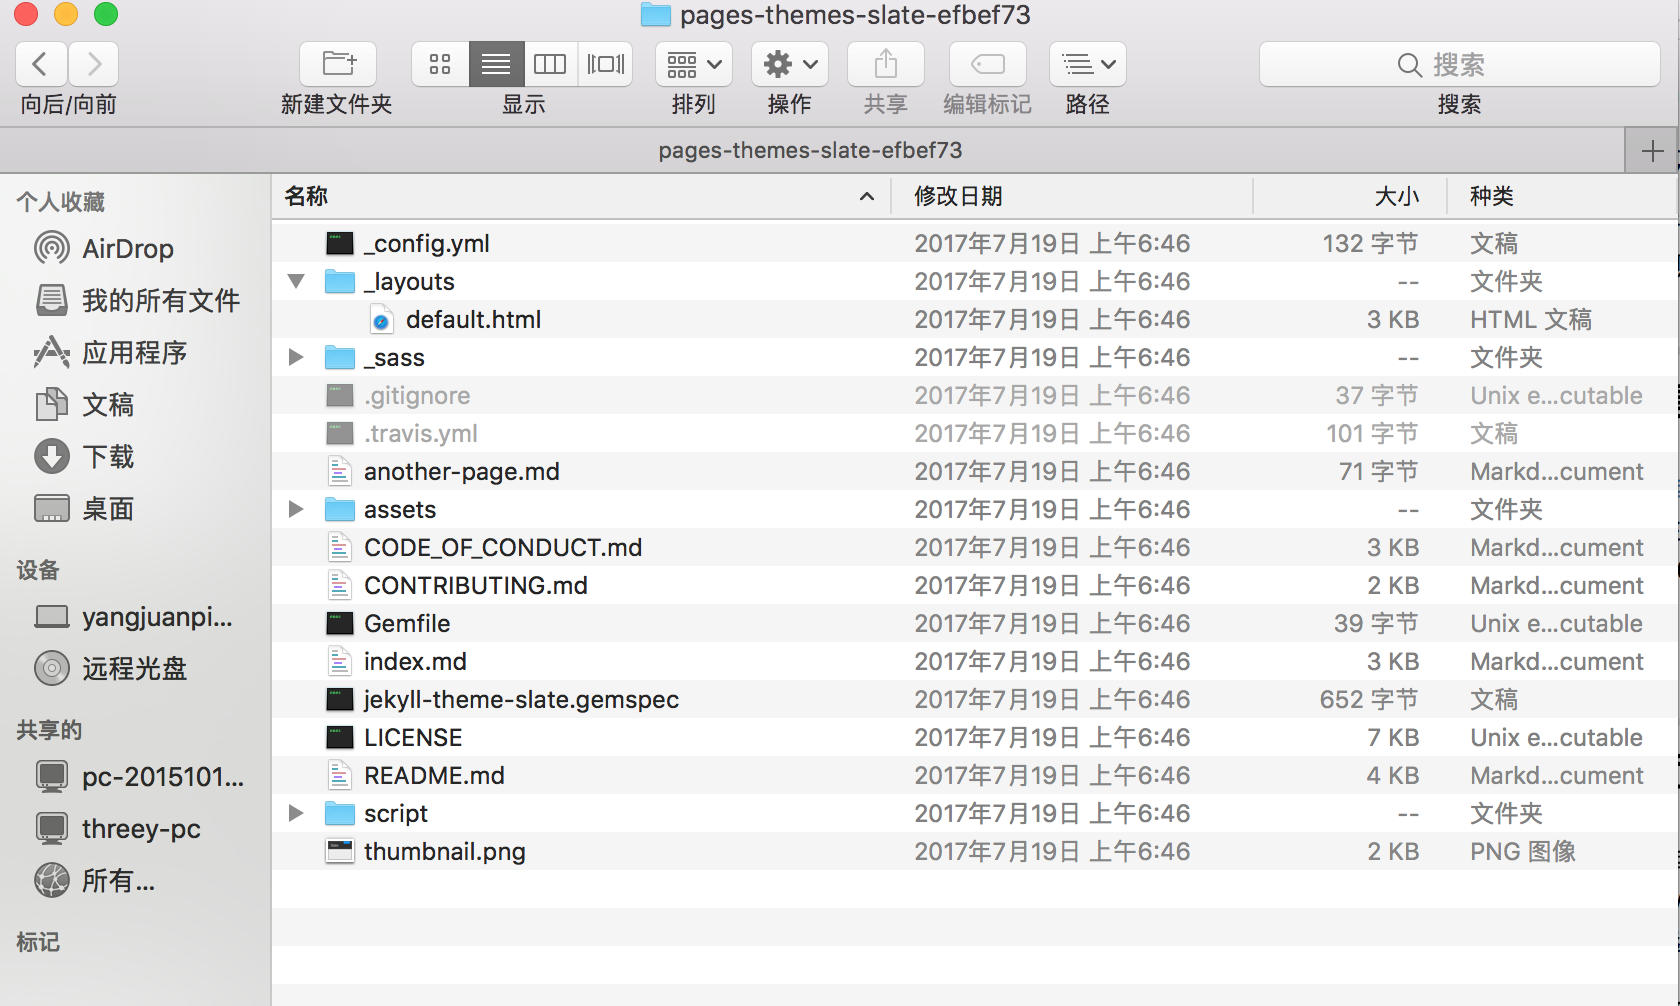 pages-themes-slate-efbef73
向后/向前 新建文件夹 显示 排列 操作 共享 编辑标记 路径 搜索
搜索
pages-themes-slate-efbef73
个人收藏
AirDrop
我的所有文件
应用程序
文稿
下载
桌面
设备
yangjuanpi...
远程光盘
共享的
pc-2015101...
threey-pc
所有...
标记
名称 修改日期 大小 种类
_config.yml 2017年7月19日 上午6:46 132 字节 文稿
_layouts 2017年7月19日 上午6:46 -- 文件夹
default.html 2017年7月19日 上午6:46 3 KB HTML 文稿
_sass 2017年7月19日 上午6:46 -- 文件夹
.gitignore 2017年7月19日 上午6:46 37 字节 Unix e...cutable
.travis.yml 2017年7月19日 上午6:46 101 字节 文稿
another-page.md 2017年7月19日 上午6:46 71 字节 Markd...cument
assets 2017年7月19日 上午6:46 -- 文件夹
CODE_OF_CONDUCT.md 2017年7月19日 上午6:46 3 KB Markd...cument
CONTRIBUTING.md 2017年7月19日 上午6:46 2 KB Markd...cument
Gemfile 2017年7月19日 上午6:46 39 字节 Unix e...cutable
index.md 2017年7月19日 上午6:46 3 KB Markd...cument
jekyll-theme-slate.gemspec 2017年7月19日 上午6:46 652 字节 文稿
LICENSE 2017年7月19日 上午6:46 7 KB Unix e...cutable
README.md 2017年7月19日 上午6:46 4 KB Markd...cument
script 2017年7月19日 上午6:46 -- 文件夹
thumbnail.png 2017年7月19日 上午6:46 2 KB PNG 图像